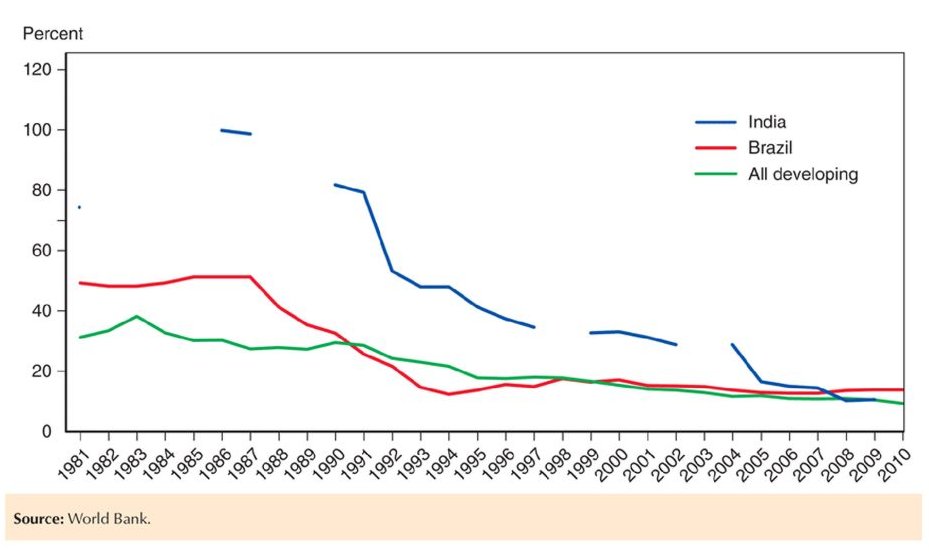 Percent
120
100
80
60
40
20
0
India
Brazil
All developing
1981 1982 1983 1984 1985 1986 1987 1988 1989 1990 1991 1992 1993 1994 1995 1996 1997 1998 1999 2000 2001 2002 2003 2004 2005 2006 2007 2008 2009 2010
Source: World Bank.